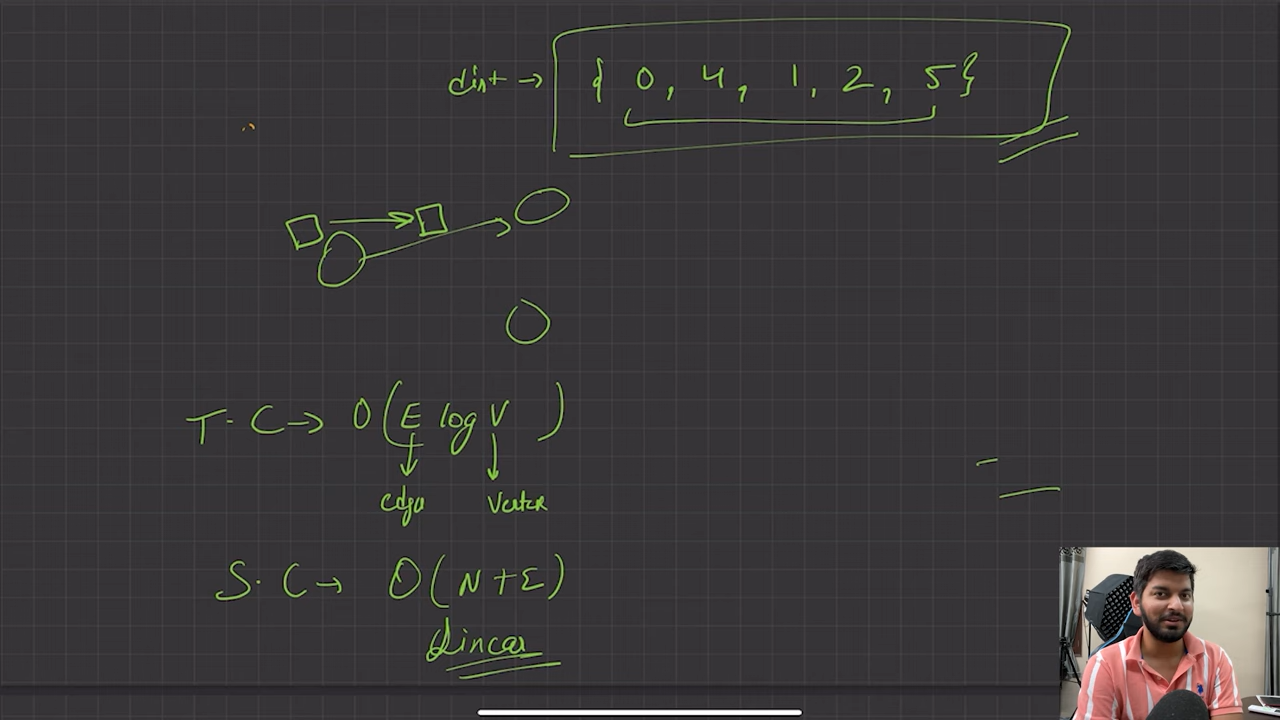 dist → { 0, 4, 1, 2, 5}
T. C → O(E log V )
edge Vertex
S. C → O(N+E)
Linear